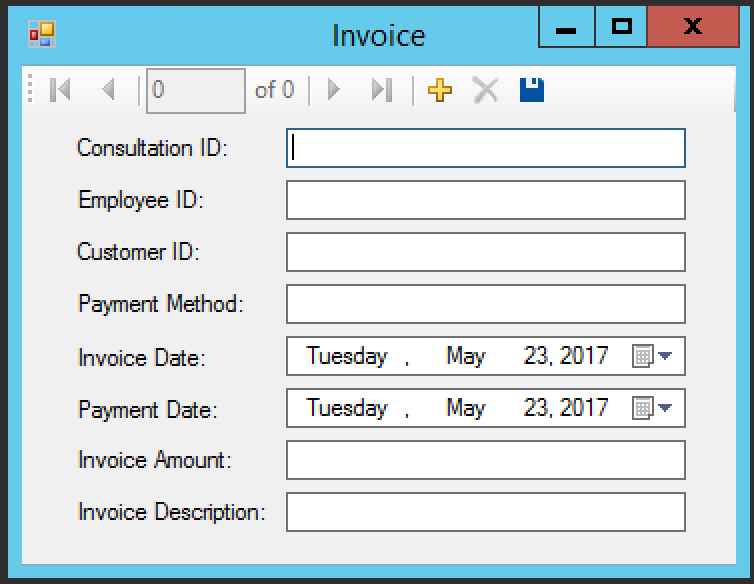 Invoice
0 of 0
Consultation ID:
Employee ID:
Customer ID:
Payment Method:
Invoice Date: Tuesday , May 23, 2017
Payment Date: Tuesday , May 23, 2017
Invoice Amount:
Invoice Description: